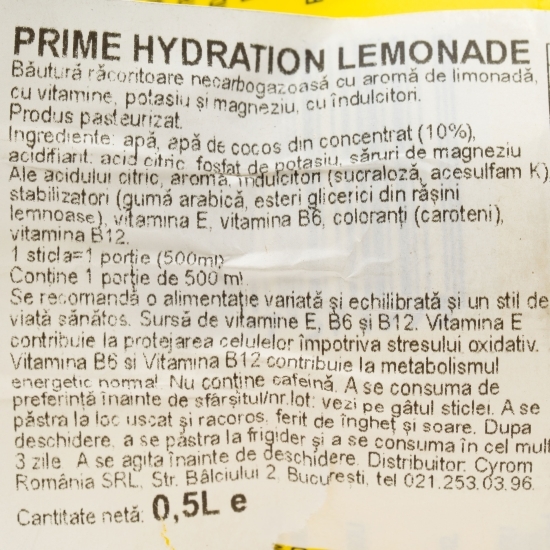 PRIME HYDRATION LEMONADE
Băutură răcoritoare necarbogazoasă cu aromă de limonadă,
cu vitamine, potasiu și magneziu, cu îndulcitori.
Produs pasteurizat.
Ingrediente: apă, apă de cocos din concentrat (10%),
acidifiant: acid citric, fosfat de potasiu, săruri de magneziu
Ale acidului citric, aromă, îndulcitori (sucraloză, acesulfam K)
stabilizatori (gumă arabică, esteri glicerici din rășini
lemnoase), vitamina E, vitamina B6, coloranți (caroteni),
vitamina B12.
1 sticla=1 porție (500ml)
Conține 1 porție de 500 ml.
Se recomandă o alimentație variată și echilibrată și un stil de
viață sănătos. Sursă de vitamine E, B6 și B12. Vitamina E
contribuie la protejarea celulelor împotriva stresului oxidativ.
Vitamina B6 si Vitamina B12 contribuie la metabolismul
energetic normal. Nu conține cafeină. A se consuma de
preferință înainte de sfârșitul/nr.lot: vezi pe gâtul sticlei. A se
păstra la loc uscat și racoros, ferit de îngheț și soare. Dupa
deschidere, a se păstra la frigider și a se consuma în cel mult
3 zile. A se agita înainte de deschidere. Distribuitor: Cyrom
România SRL, Str. Bâlciului 2, București, tel 021.253.03.96.
Cantitate netă: 0,5L e